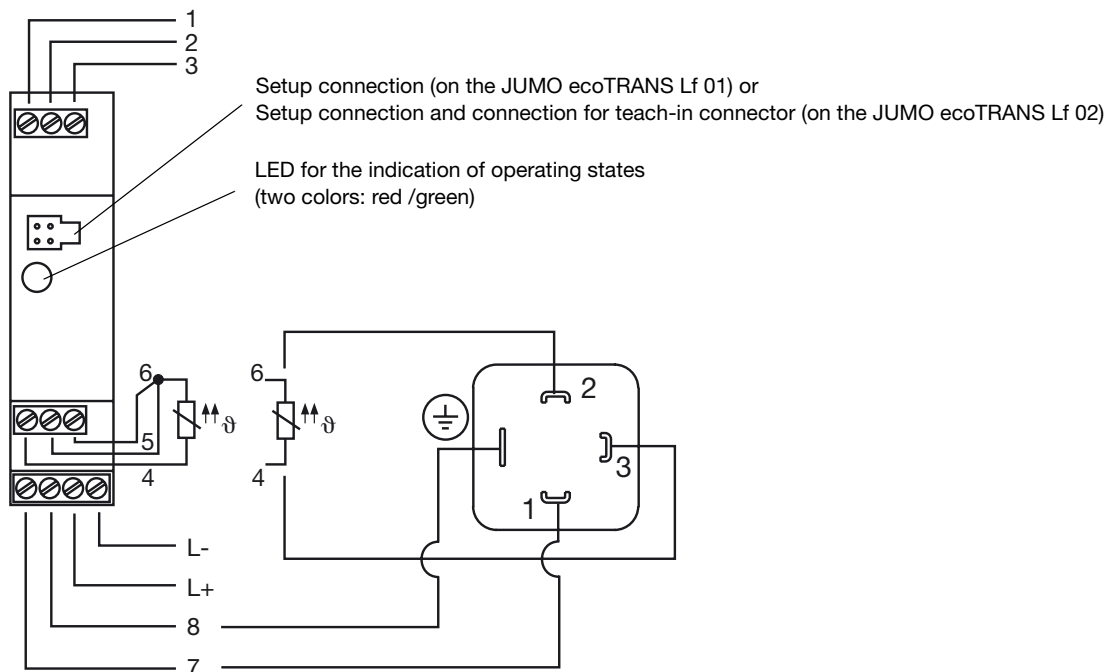 1
2
3
Setup connection (on the JUMO ecoTRANS Lf 01) or
Setup connection and connection for teach-in connector (on the JUMO ecoTRANS Lf 02)
LED for the indication of operating states
(two colors: red /green)
6
ϑ
5
4
6
ϑ
4
2
3
1
L-
L+
8
7